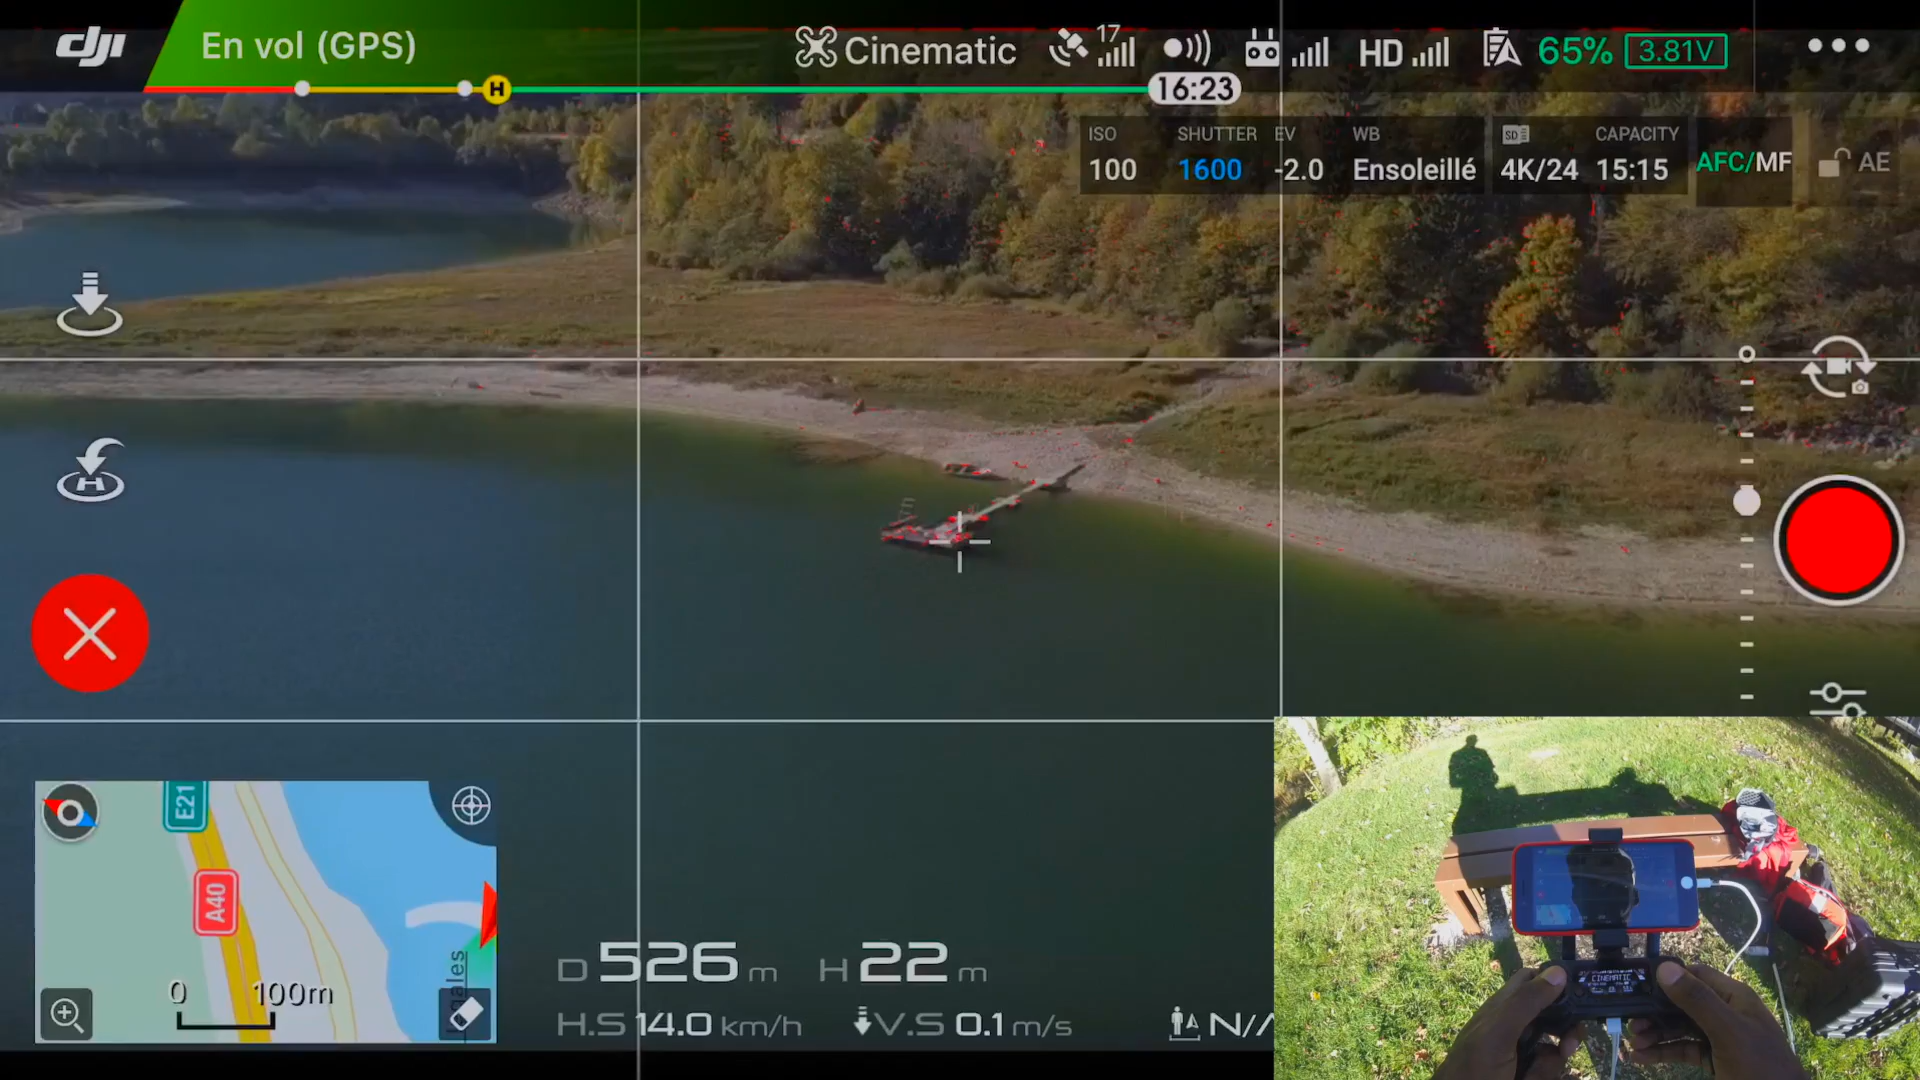 dji
En vol (GPS)
Cinematic
17
HD
65%
3.81V
H
16:23
ISO
100
SHUTTER
1600
EV
-2.0
WB
Ensoleillé
SD
4K/24
CAPACITY
15:15
AFC/MF
AE
H
E21
A40
0
100m
D 526 m
H 22 m
H.S 14.0 km/h
V.S 0.1 m/s
CINEMATIC